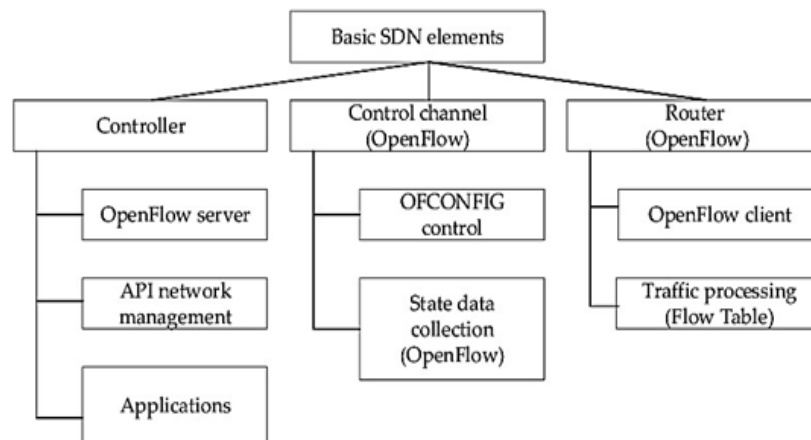 Basic SDN elements
Controller
OpenFlow server
API network
management
Applications
Control channel
(OpenFlow)
OFCONFIG
control
State data
collection
(OpenFlow)
Router
(OpenFlow)
OpenFlow client
Traffic processing
(Flow Table)